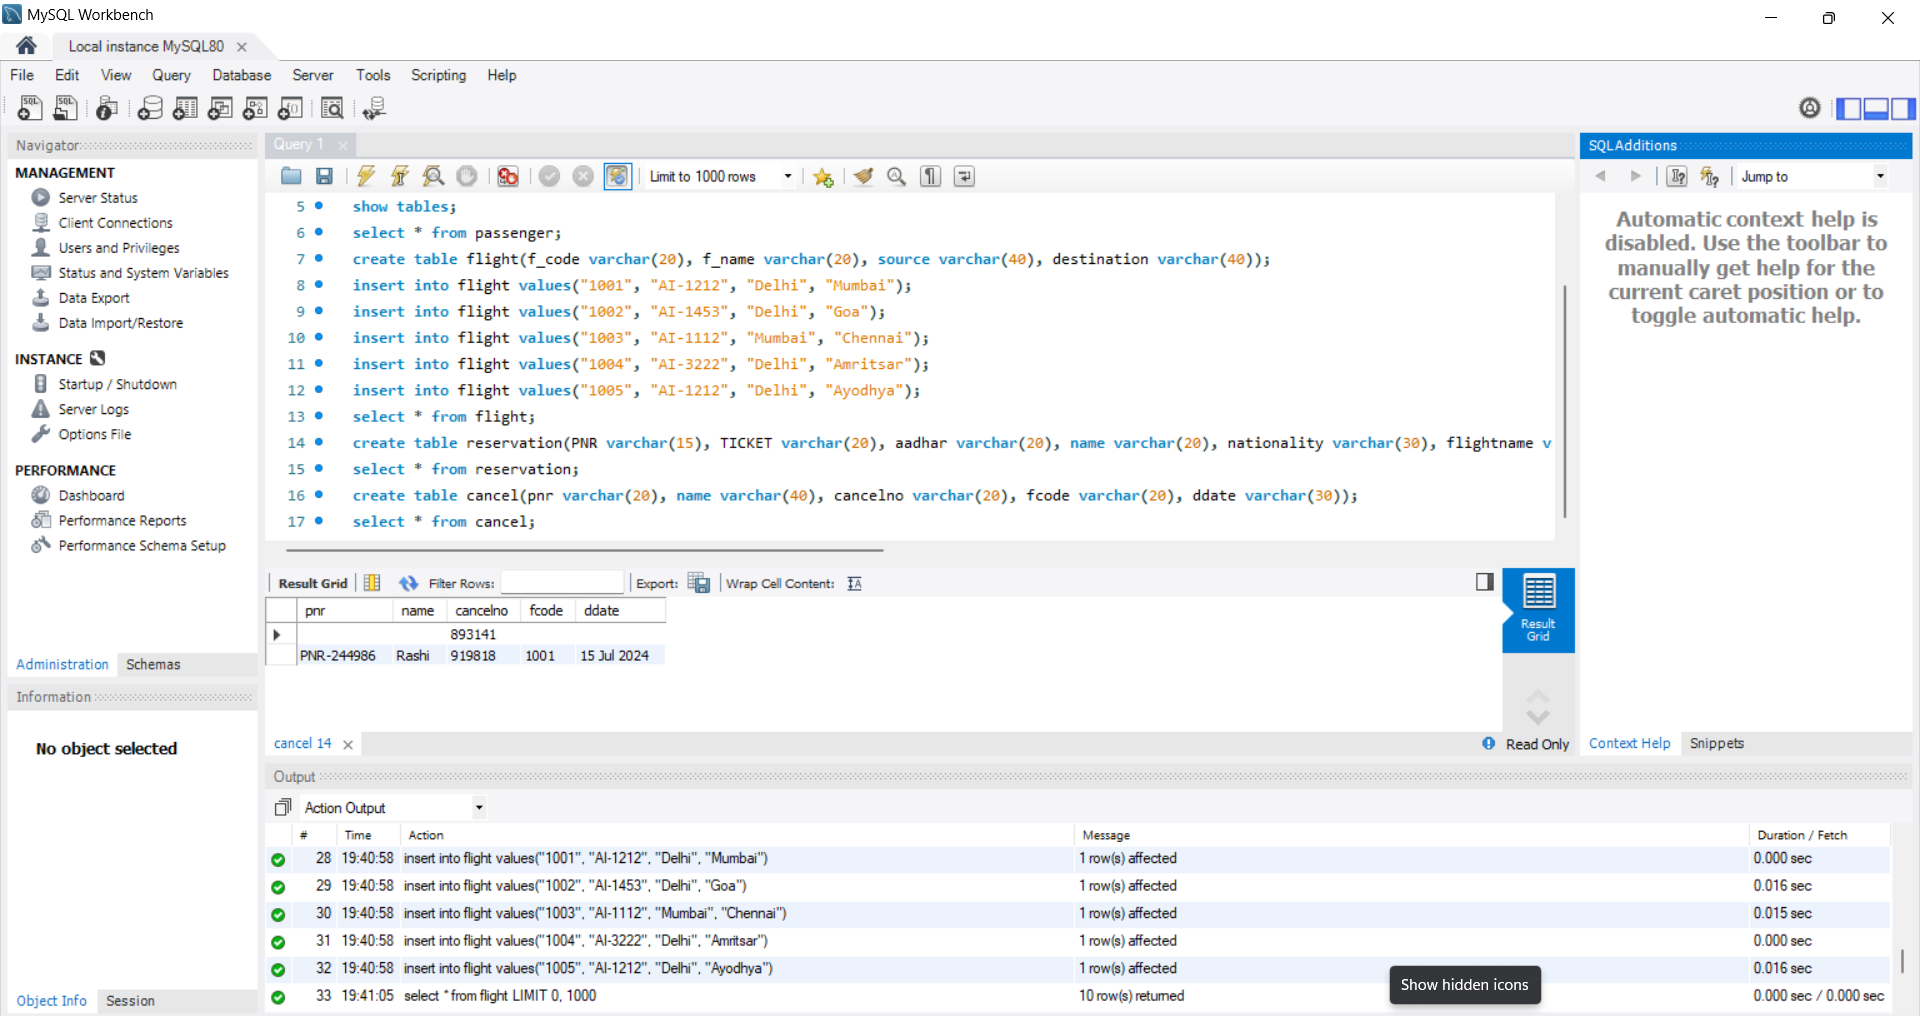 MySQL Workbench
Local instance MySQL80
File Edit View Query Database Server Tools Scripting Help
Navigator
MANAGEMENT
Server Status
Client Connections
Users and Privileges
Status and System Variables
Data Export
Data Import/Restore
INSTANCE
Startup / Shutdown
Server Logs
Options File
PERFORMANCE
Dashboard
Performance Reports
Performance Schema Setup
Administration Schemas
Information
No object selected
Object Info Session
Query 1
Limit to 1000 rows
5 show tables;
6 select * from passenger;
7 create table flight(f_code varchar(20), f_name varchar(20), source varchar(40), destination varchar(40));
8 insert into flight values("1001", "AI-1212", "Delhi", "Mumbai");
9 insert into flight values("1002", "AI-1453", "Delhi", "Goa");
10 insert into flight values("1003", "AI-1112", "Mumbai", "Chennai");
11 insert into flight values("1004", "AI-3222", "Delhi", "Amritsar");
12 insert into flight values("1005", "AI-1212", "Delhi", "Ayodhya");
13 select * from flight;
14 create table reservation(PNR varchar(15), TICKET varchar(20), aadhar varchar(20), name varchar(20), nationality varchar(30), flightname v
15 select * from reservation;
16 create table cancel(pnr varchar(20), name varchar(40), cancelno varchar(20), fcode varchar(20), ddate varchar(30));
17 select * from cancel;
Result Grid Filter Rows: Export: Wrap Cell Content:
pnr name cancelno fcode ddate
893141
PNR-244986 Rashi 919818 1001 15 Jul 2024
Result
Grid
cancel 14
Read Only
SQLAdditions
Jump to
Automatic context help is
disabled. Use the toolbar to
manually get help for the
current caret position or to
toggle automatic help.
Context Help Snippets
Output
Action Output
# Time Action Message Duration / Fetch
28 19:40:58 insert into flight values("1001", "AI-1212", "Delhi", "Mumbai") 1 row(s) affected 0.000 sec
29 19:40:58 insert into flight values("1002", "AI-1453", "Delhi", "Goa") 1 row(s) affected 0.016 sec
30 19:40:58 insert into flight values("1003", "AI-1112", "Mumbai", "Chennai") 1 row(s) affected 0.015 sec
31 19:40:58 insert into flight values("1004", "AI-3222", "Delhi", "Amritsar") 1 row(s) affected 0.000 sec
32 19:40:58 insert into flight values("1005", "AI-1212", "Delhi", "Ayodhya") 1 row(s) affected 0.016 sec
33 19:41:05 select * from flight LIMIT 0, 1000 10 row(s) returned 0.000 sec / 0.000 sec
Show hidden icons